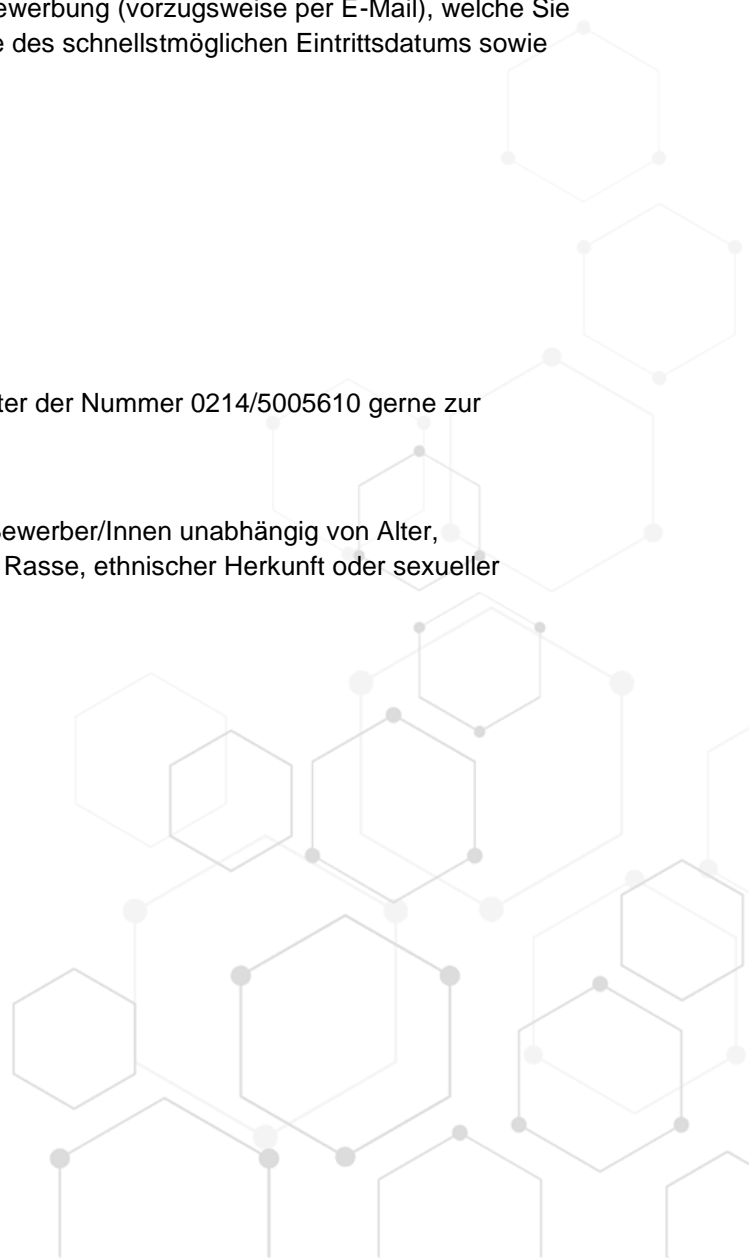 ewerbung (vorzugsweise per E-Mail), welche Sie
e des schnellstmöglichen Eintrittsdatums sowie
ter der Nummer 0214/5005610 gerne zur
Bewerber/Innen unabhängig von Alter,
Rasse, ethnischer Herkunft oder sexueller